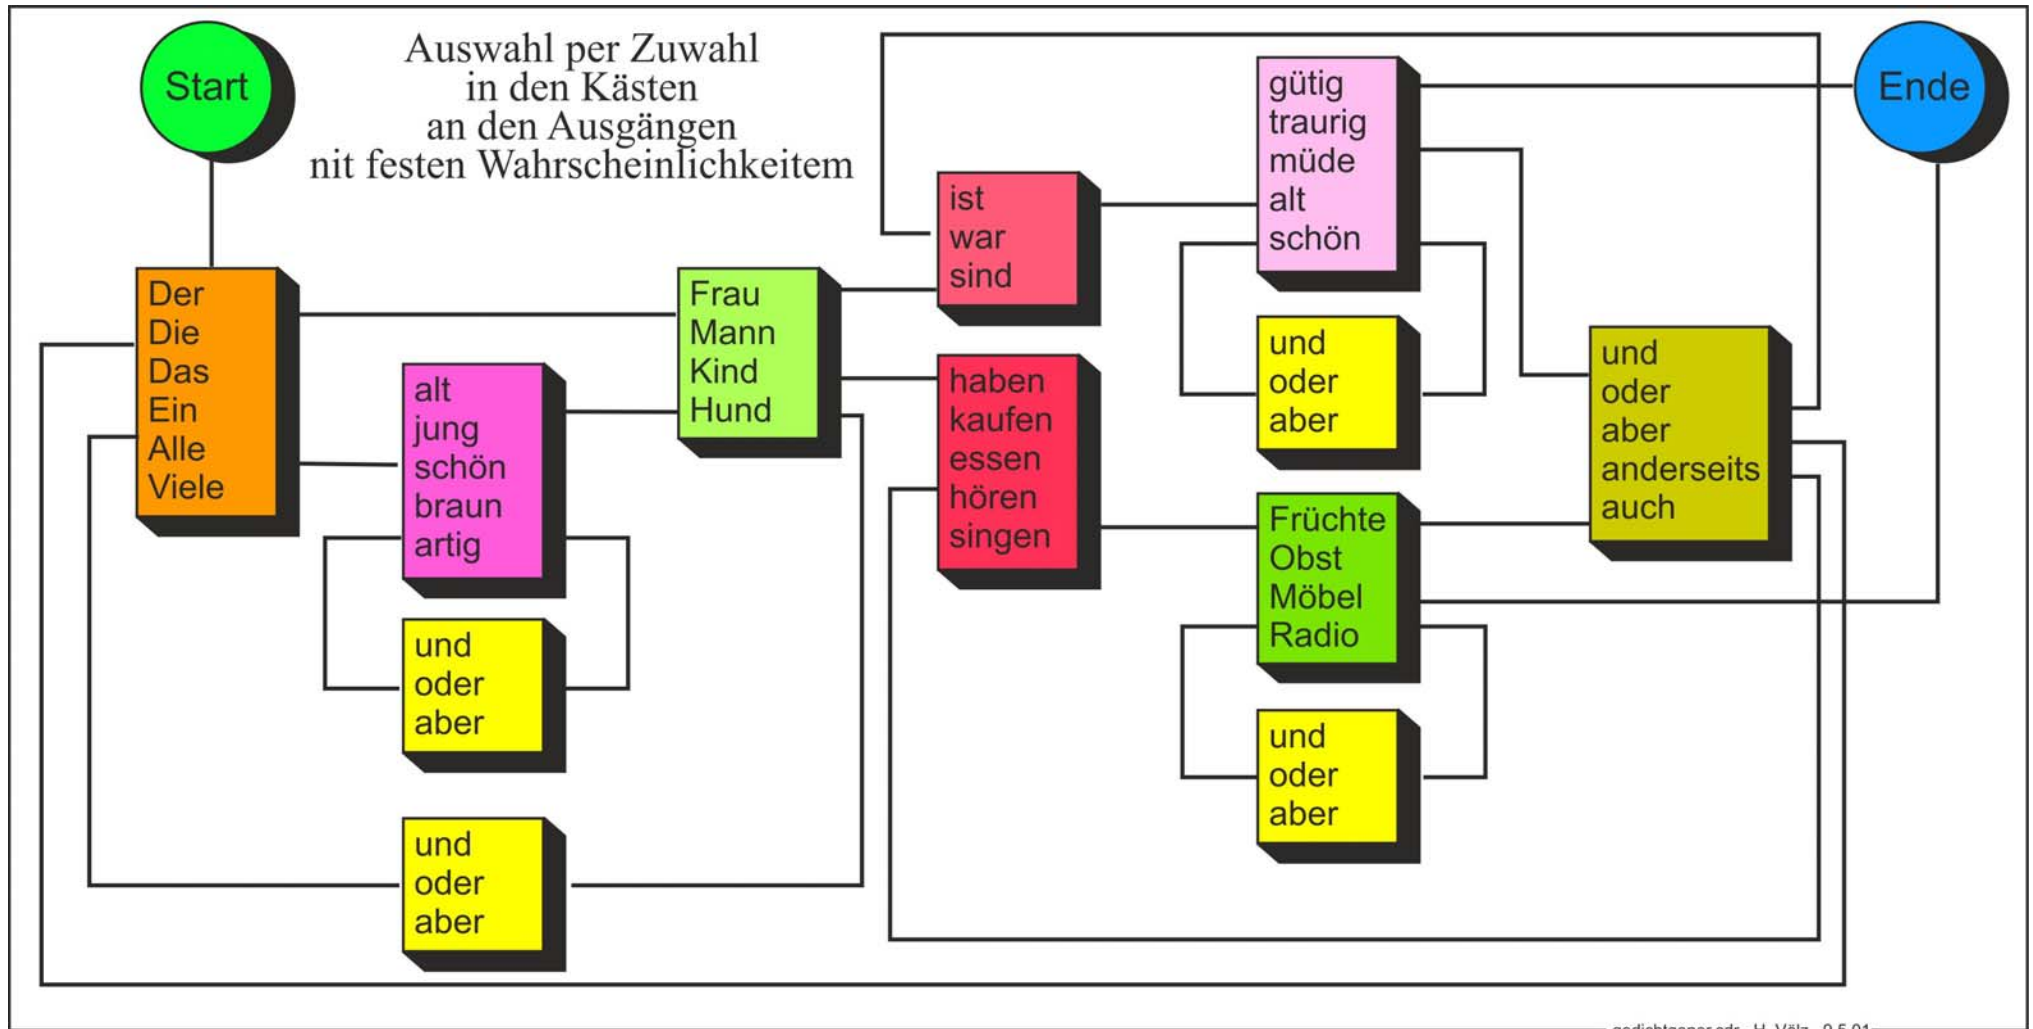 Start
Auswahl per Zuwahl
in den Kästen
an den Ausgängen
nit festen Wahrscheinlichkeitem
Der
Die
Das
Ein
Alle
Viele
alt
jung
schön
braun
artig
und
oder
aber
und
oder
aber
Frau
Mann
Kind
Hund
ist
war
sind
haben
kaufen
essen
hören
singen
gütig
traurig
müde
alt
schön
und
oder
aber
Früchte
Obst
Möbel
Radio
und
oder
aber
und
oder
aber
anderseits
auch
Ende